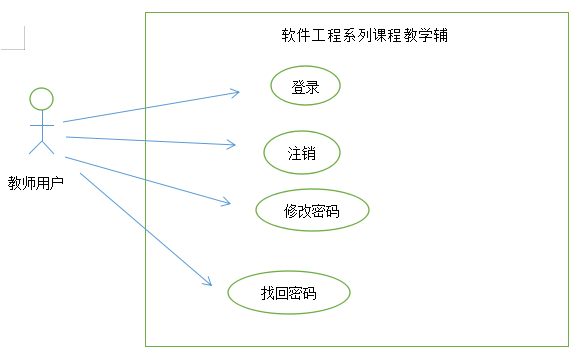 软件工程系列课程教学辅
登录
注销
教师用户
修改密码
找回密码